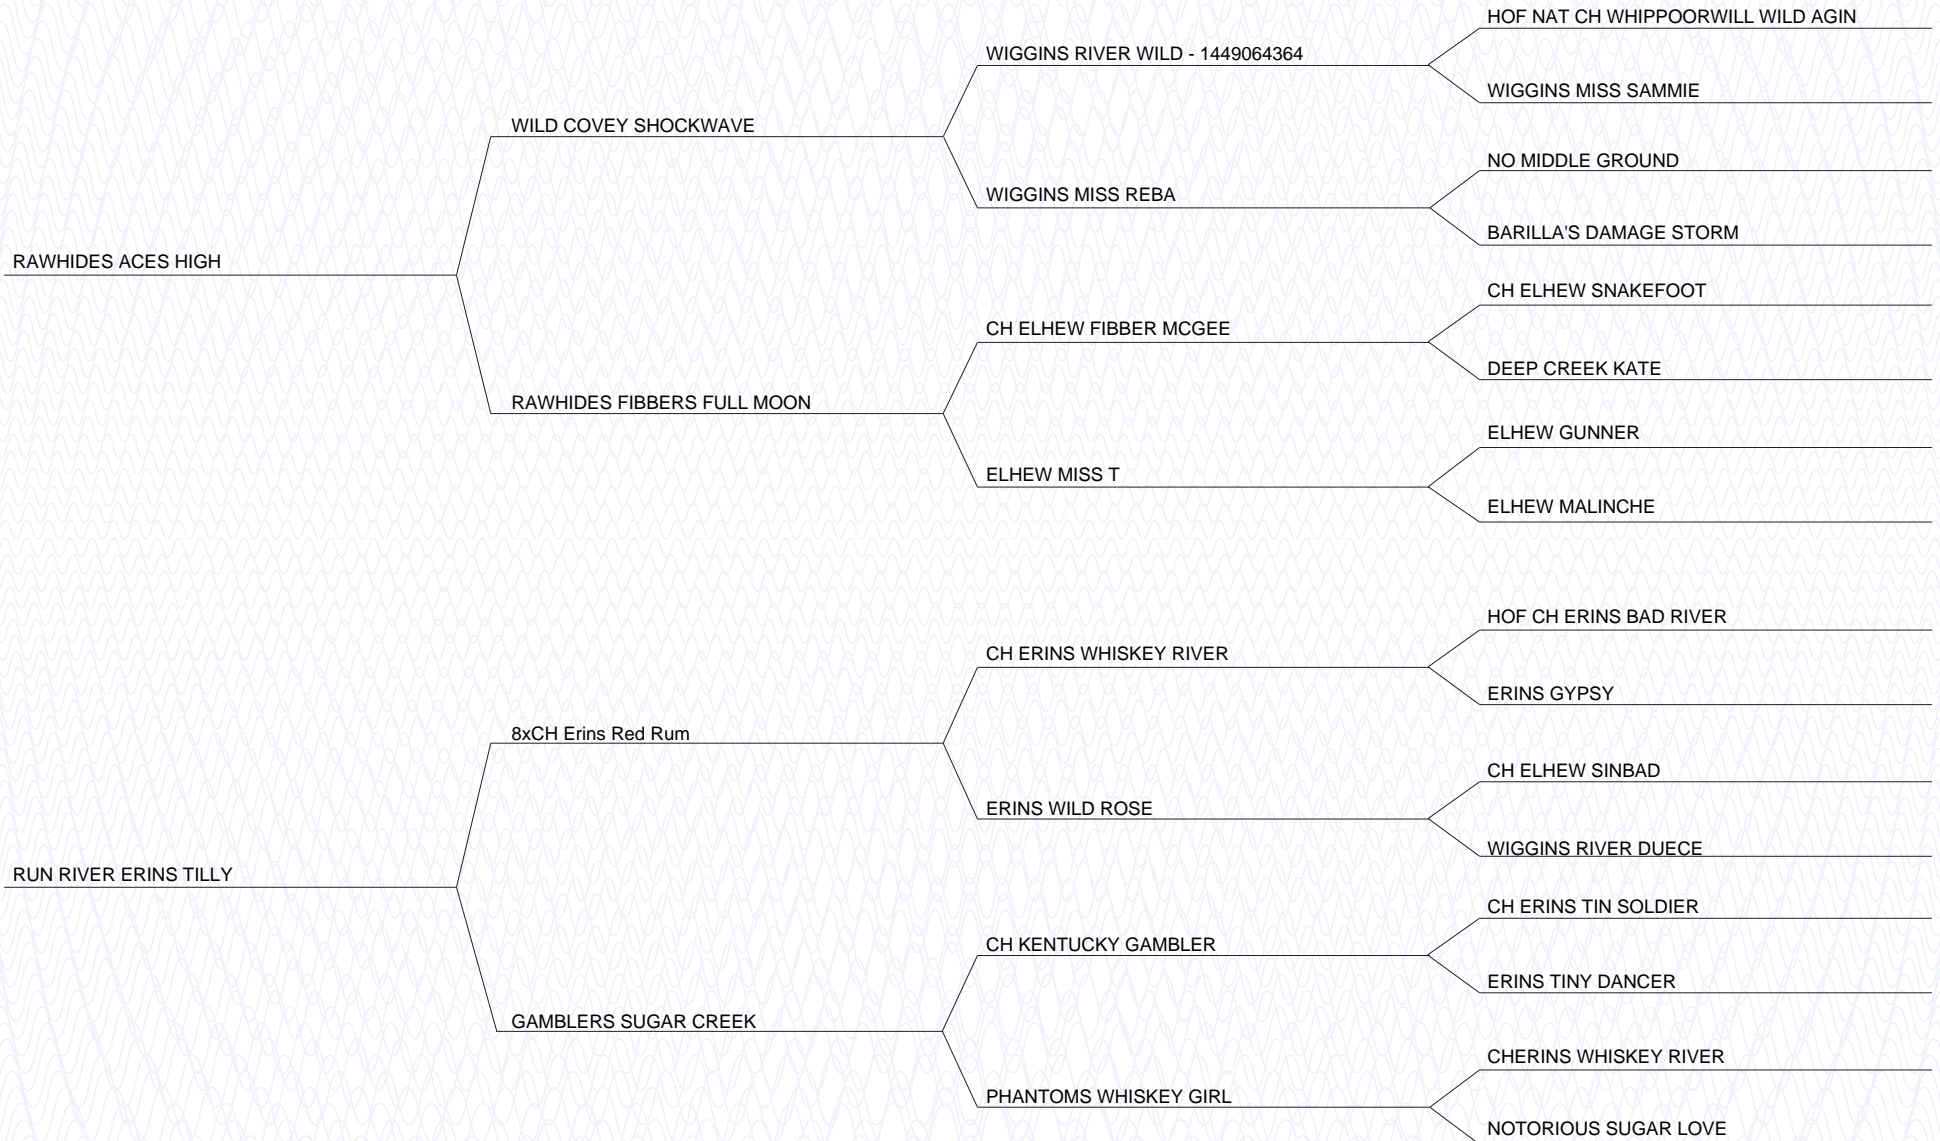 HOF NAT CH WHIPPOORWILL WILD AGIN
WIGGINS RIVER WILD - 1449064364
WIGGINS MISS SAMMIE
WILD COVEY SHOCKWAVE
NO MIDDLE GROUND
WIGGINS MISS REBA
BARILLA'S DAMAGE STORM
RAWHIDES ACES HIGH
CH ELHEW SNAKEFOOT
CH ELHEW FIBBER MCGEE
DEEP CREEK KATE
RAWHIDES FIBBERS FULL MOON
ELHEW GUNNER
ELHEW MISS T
ELHEW MALINCHE
HOF CH ERINS BAD RIVER
CH ERINS WHISKEY RIVER
ERINS GYPSY
8xCH Erins Red Rum
CH ELHEW SINBAD
ERINS WILD ROSE
WIGGINS RIVER DUECE
RUN RIVER ERINS TILLY
CH ERINS TIN SOLDIER
CH KENTUCKY GAMBLER
ERINS TINY DANCER
GAMBLERS SUGAR CREEK
CHERINS WHISKEY RIVER
PHANTOMS WHISKEY GIRL
NOTORIOUS SUGAR LOVE